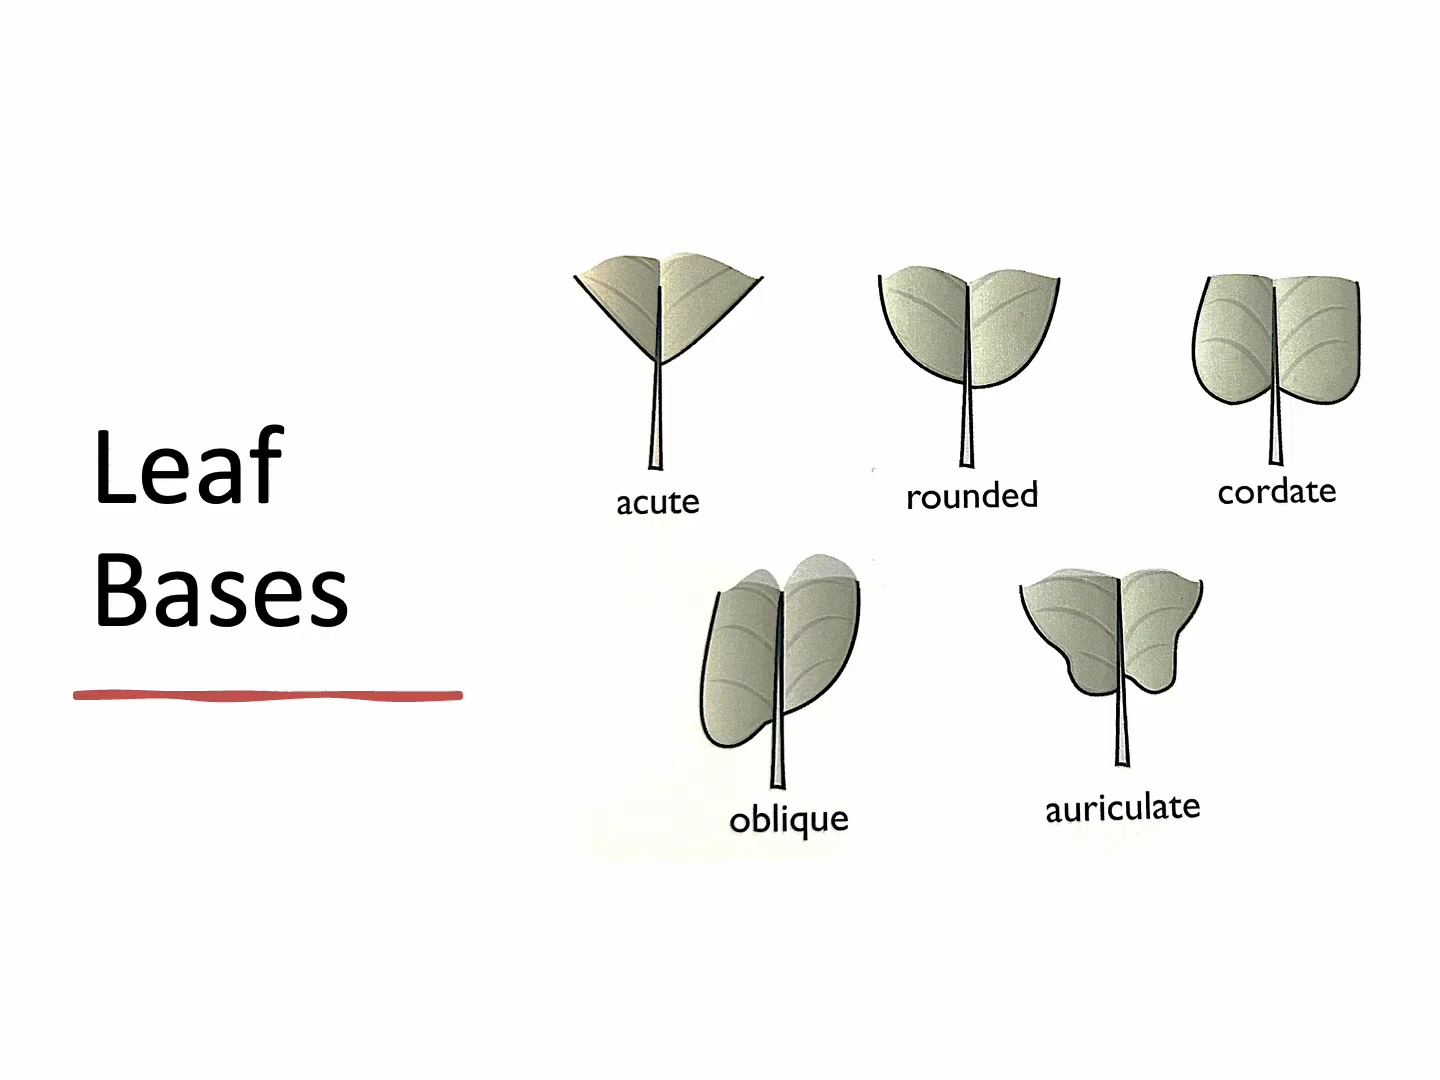 Leaf
Bases
acute
rounded
cordate
oblique
auriculate